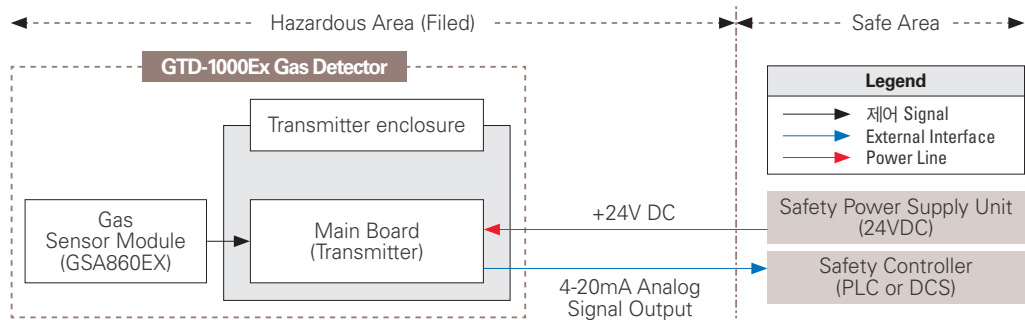 Hazardous Area (Filed)
Safe Area
GTD-1000Ex Gas Detector
Transmitter enclosure
Gas
Sensor Module
(GSA860EX)
Main Board
(Transmitter)
+24V DC
4-20mA Analog
Signal Output
Legend
제어 Signal
External Interface
Power Line
Safety Power Supply Unit
(24VDC)
Safety Controller
(PLC or DCS)